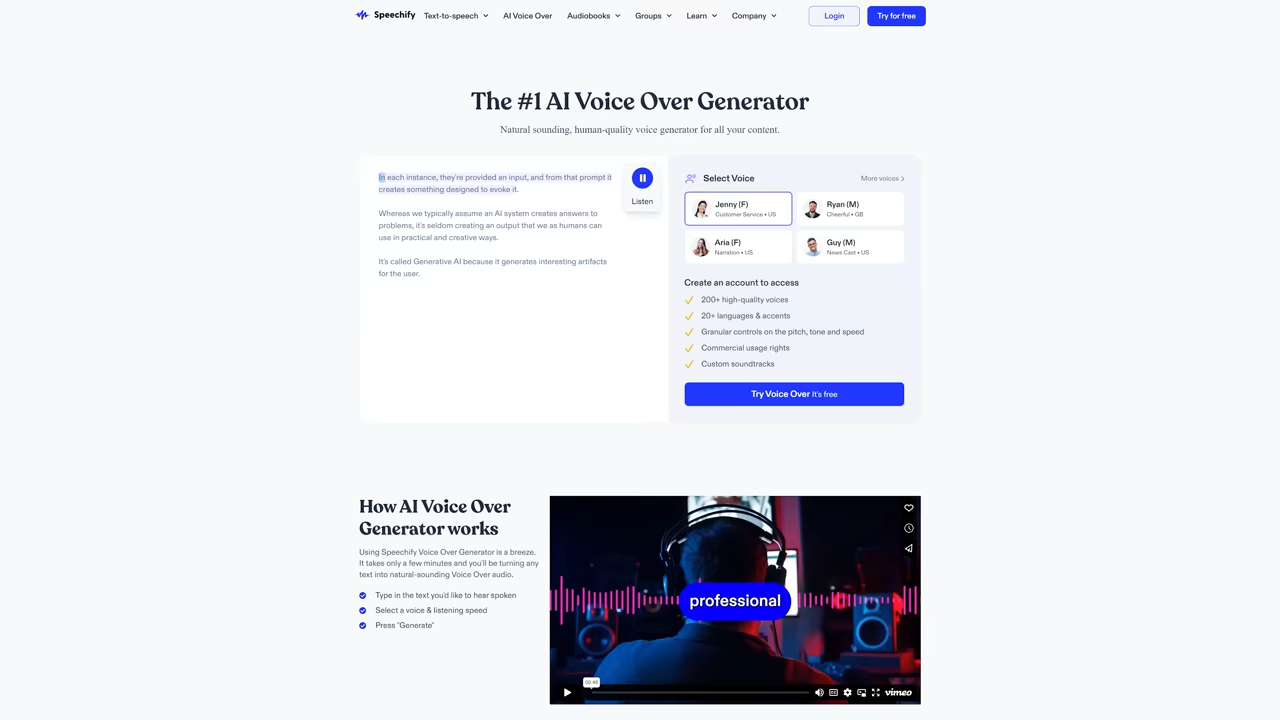 Speechify Text-to-speech AI Voice Over Audiobooks Groups Learn Company Login Try for free
The #1 AI Voice Over Generator
Natural sounding, human-quality voice generator for all your content.
In each instance, they're provided an input, and from that prompt it
creates something designed to evoke it.
Whereas we typically assume an AI system creates answers to
problems, it's seldom creating an output that we as humans can
use in practical and creative ways.
It's called Generative AI because it generates interesting artifacts
for the user.
Listen
Select Voice More voices
Jenny (F)
Customer Service • US
Ryan (M)
Cheerful • GB
Aria (F)
Narration • US
Guy (M)
News Cast • US
Create an account to access
200+ high-quality voices
20+ languages & accents
Granular controls on the pitch, tone and speed
Commercial usage rights
Custom soundtracks
Try Voice Over It's free
How AI Voice Over
Generator works
Using Speechify Voice Over Generator is a breeze.
It takes only a few minutes and you'll be turning any
text into natural-sounding Voice Over audio.
Type in the text you'd like to hear spoken
Select a voice & listening speed
Press "Generate"
professional
00:46
CC
vimeo